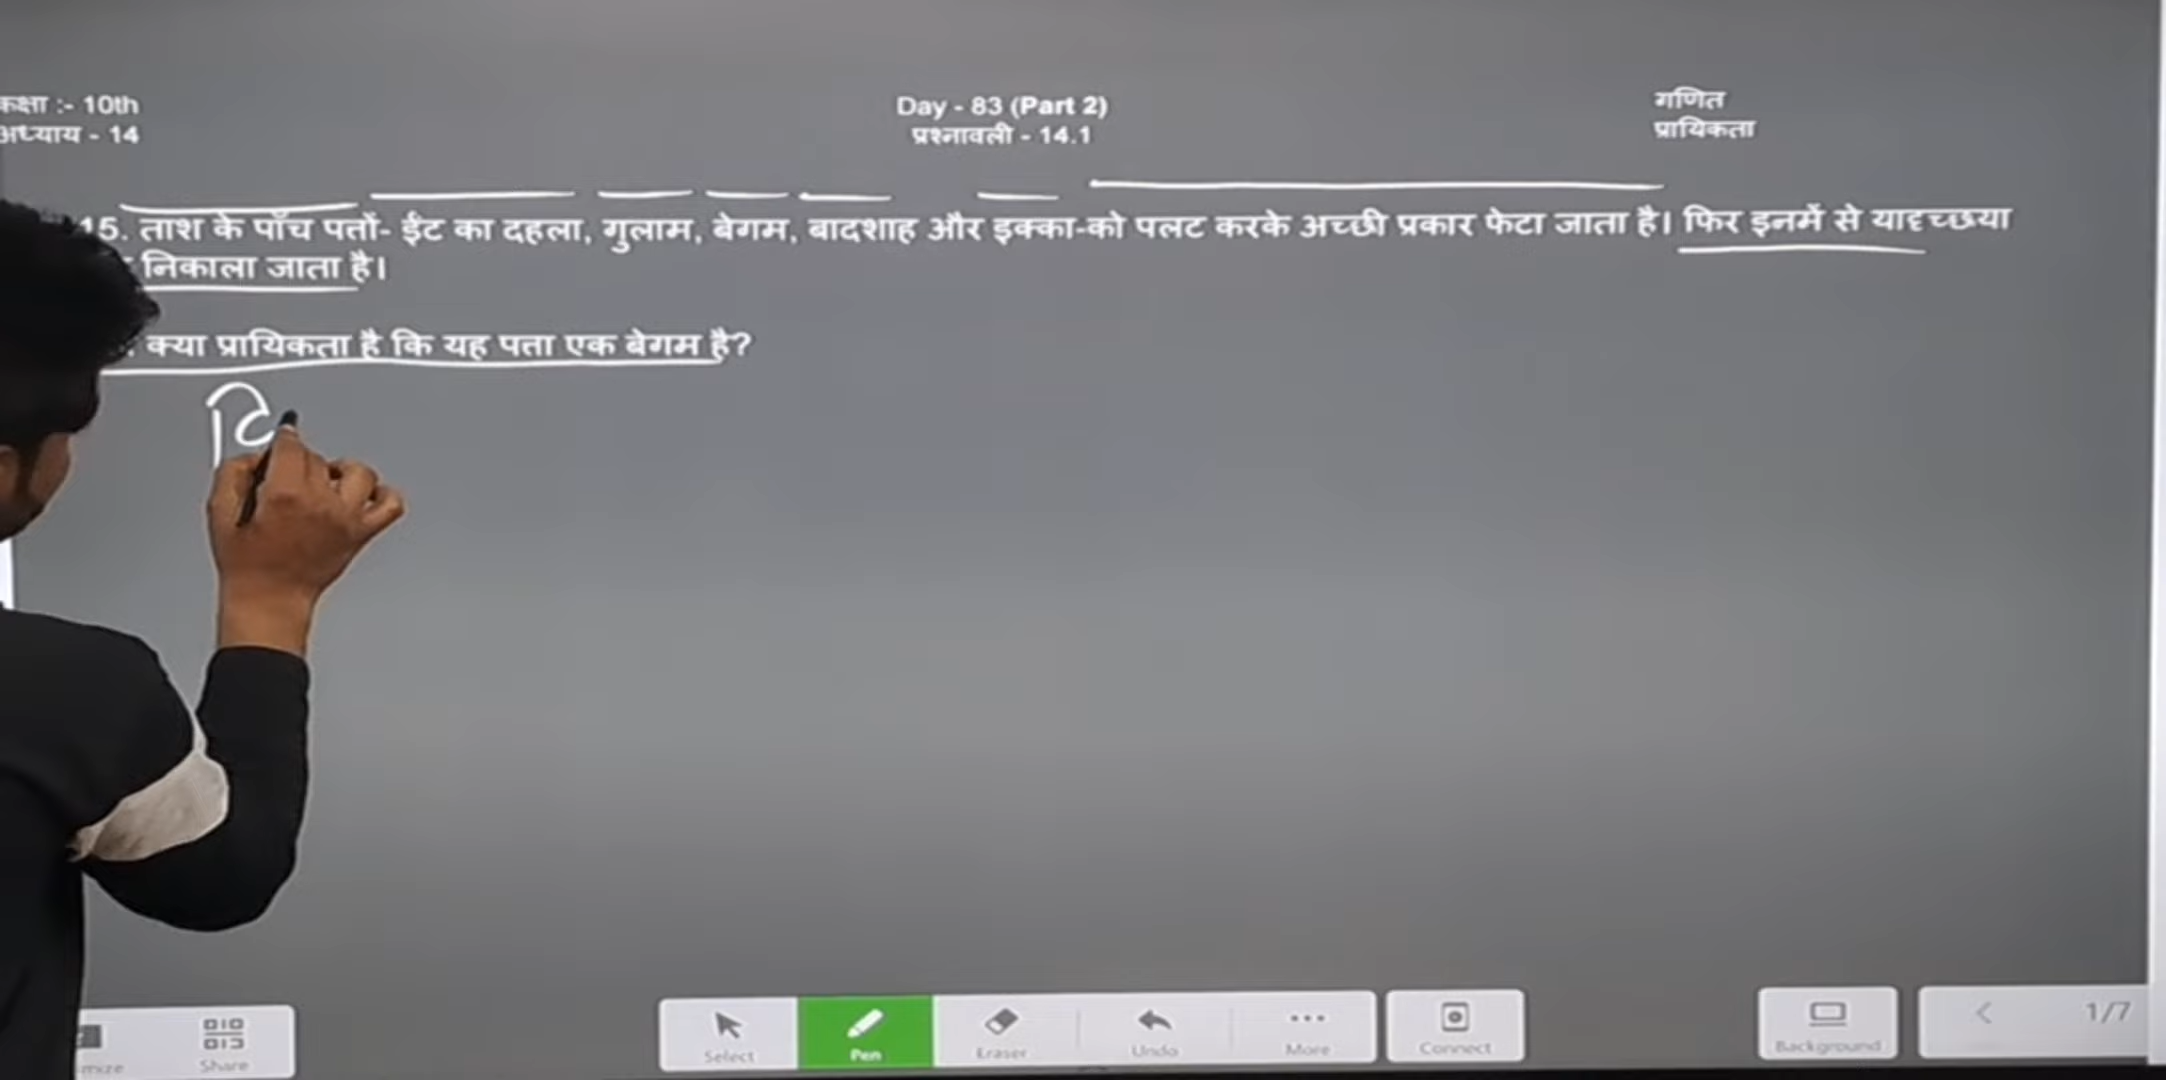 कक्षा :- 10th
अध्याय - 14
Day - 83 (Part 2)
प्रश्नावली - 14.1
गणित
प्रायिकता
15. ताश के पाँच पतों- ईंट का दहला, गुलाम, बेगम, बादशाह और इक्का-को पलट करके अच्छी प्रकार फेटा जाता है। फिर इनमें से यादृच्छया
निकाला जाता है।
क्या प्रायिकता है कि यह पता एक बेगम है?
Share
Select
Pen
Eraser
Undo
More
Connect
Background
1/7